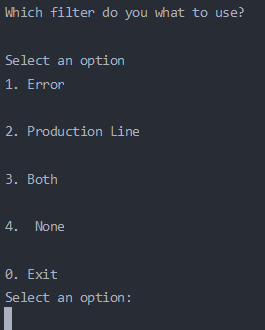 Which filter do you what to use?
Select an option
1. Error
2. Production Line
3. Both
4.  None
0. Exit
Select an option: